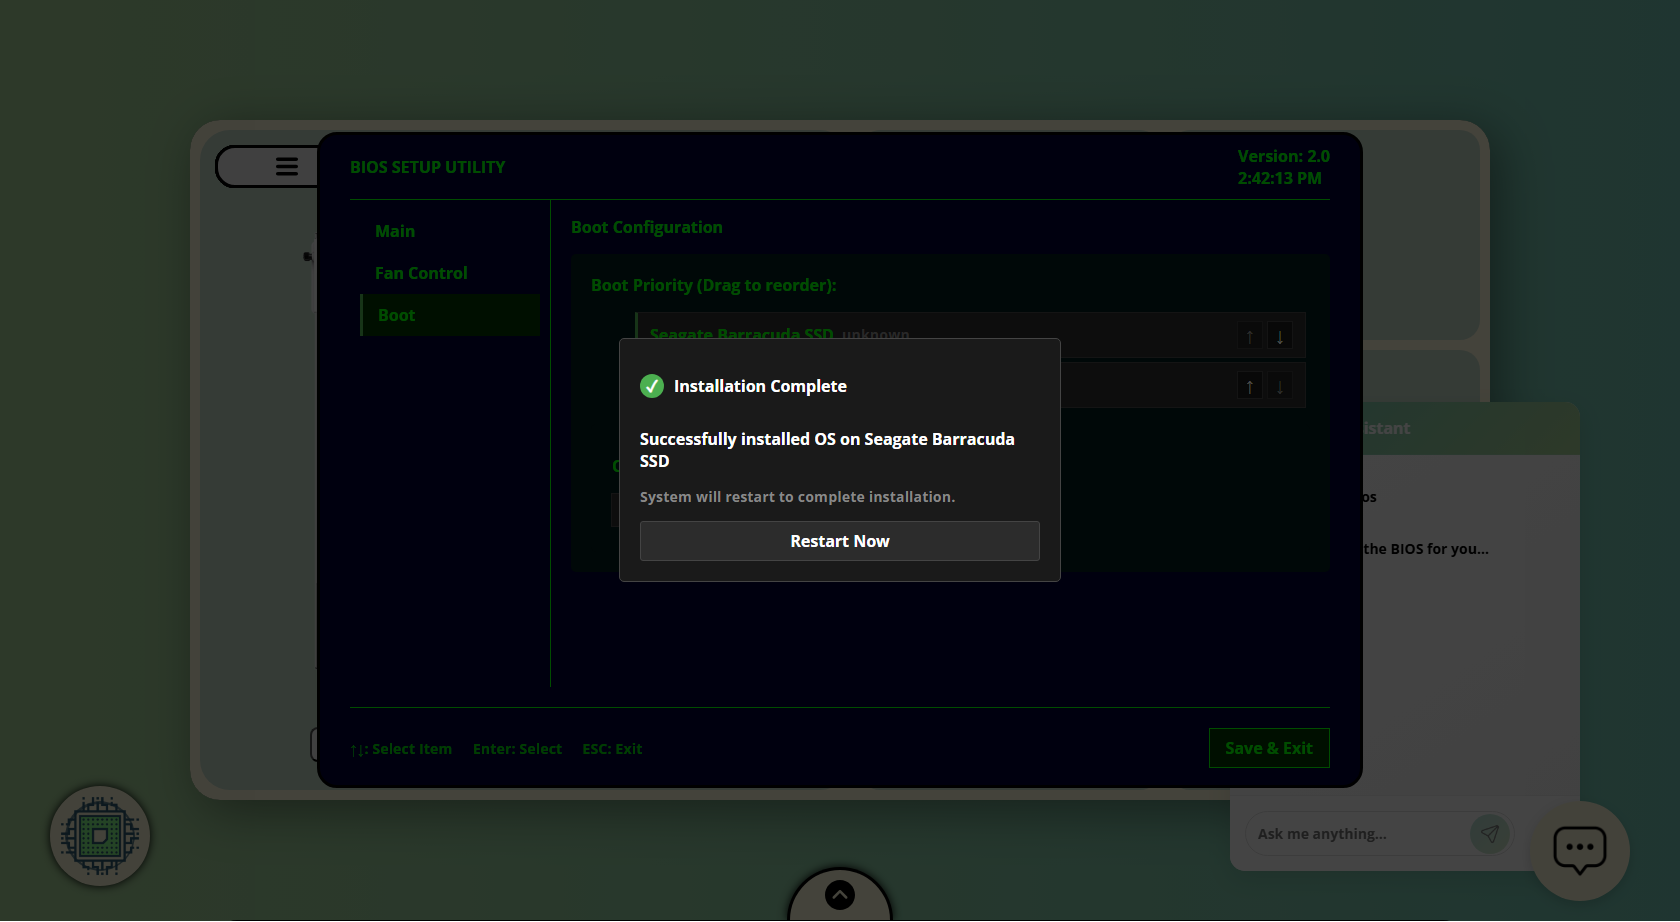 BIOS SETUP UTILITY
Version: 2.0
2:42:13 PM
Main
Fan Control
Boot
Boot Configuration
Boot Priority (Drag to reorder):
Seagate Barracuda SSD unknown
↑ ↓
↑ ↓
Installation Complete
Successfully installed OS on Seagate Barracuda
SSD
System will restart to complete installation.
Restart Now
↑↓: Select Item Enter: Select ESC: Exit
Save & Exit
the BIOS for you...
Ask me anything...